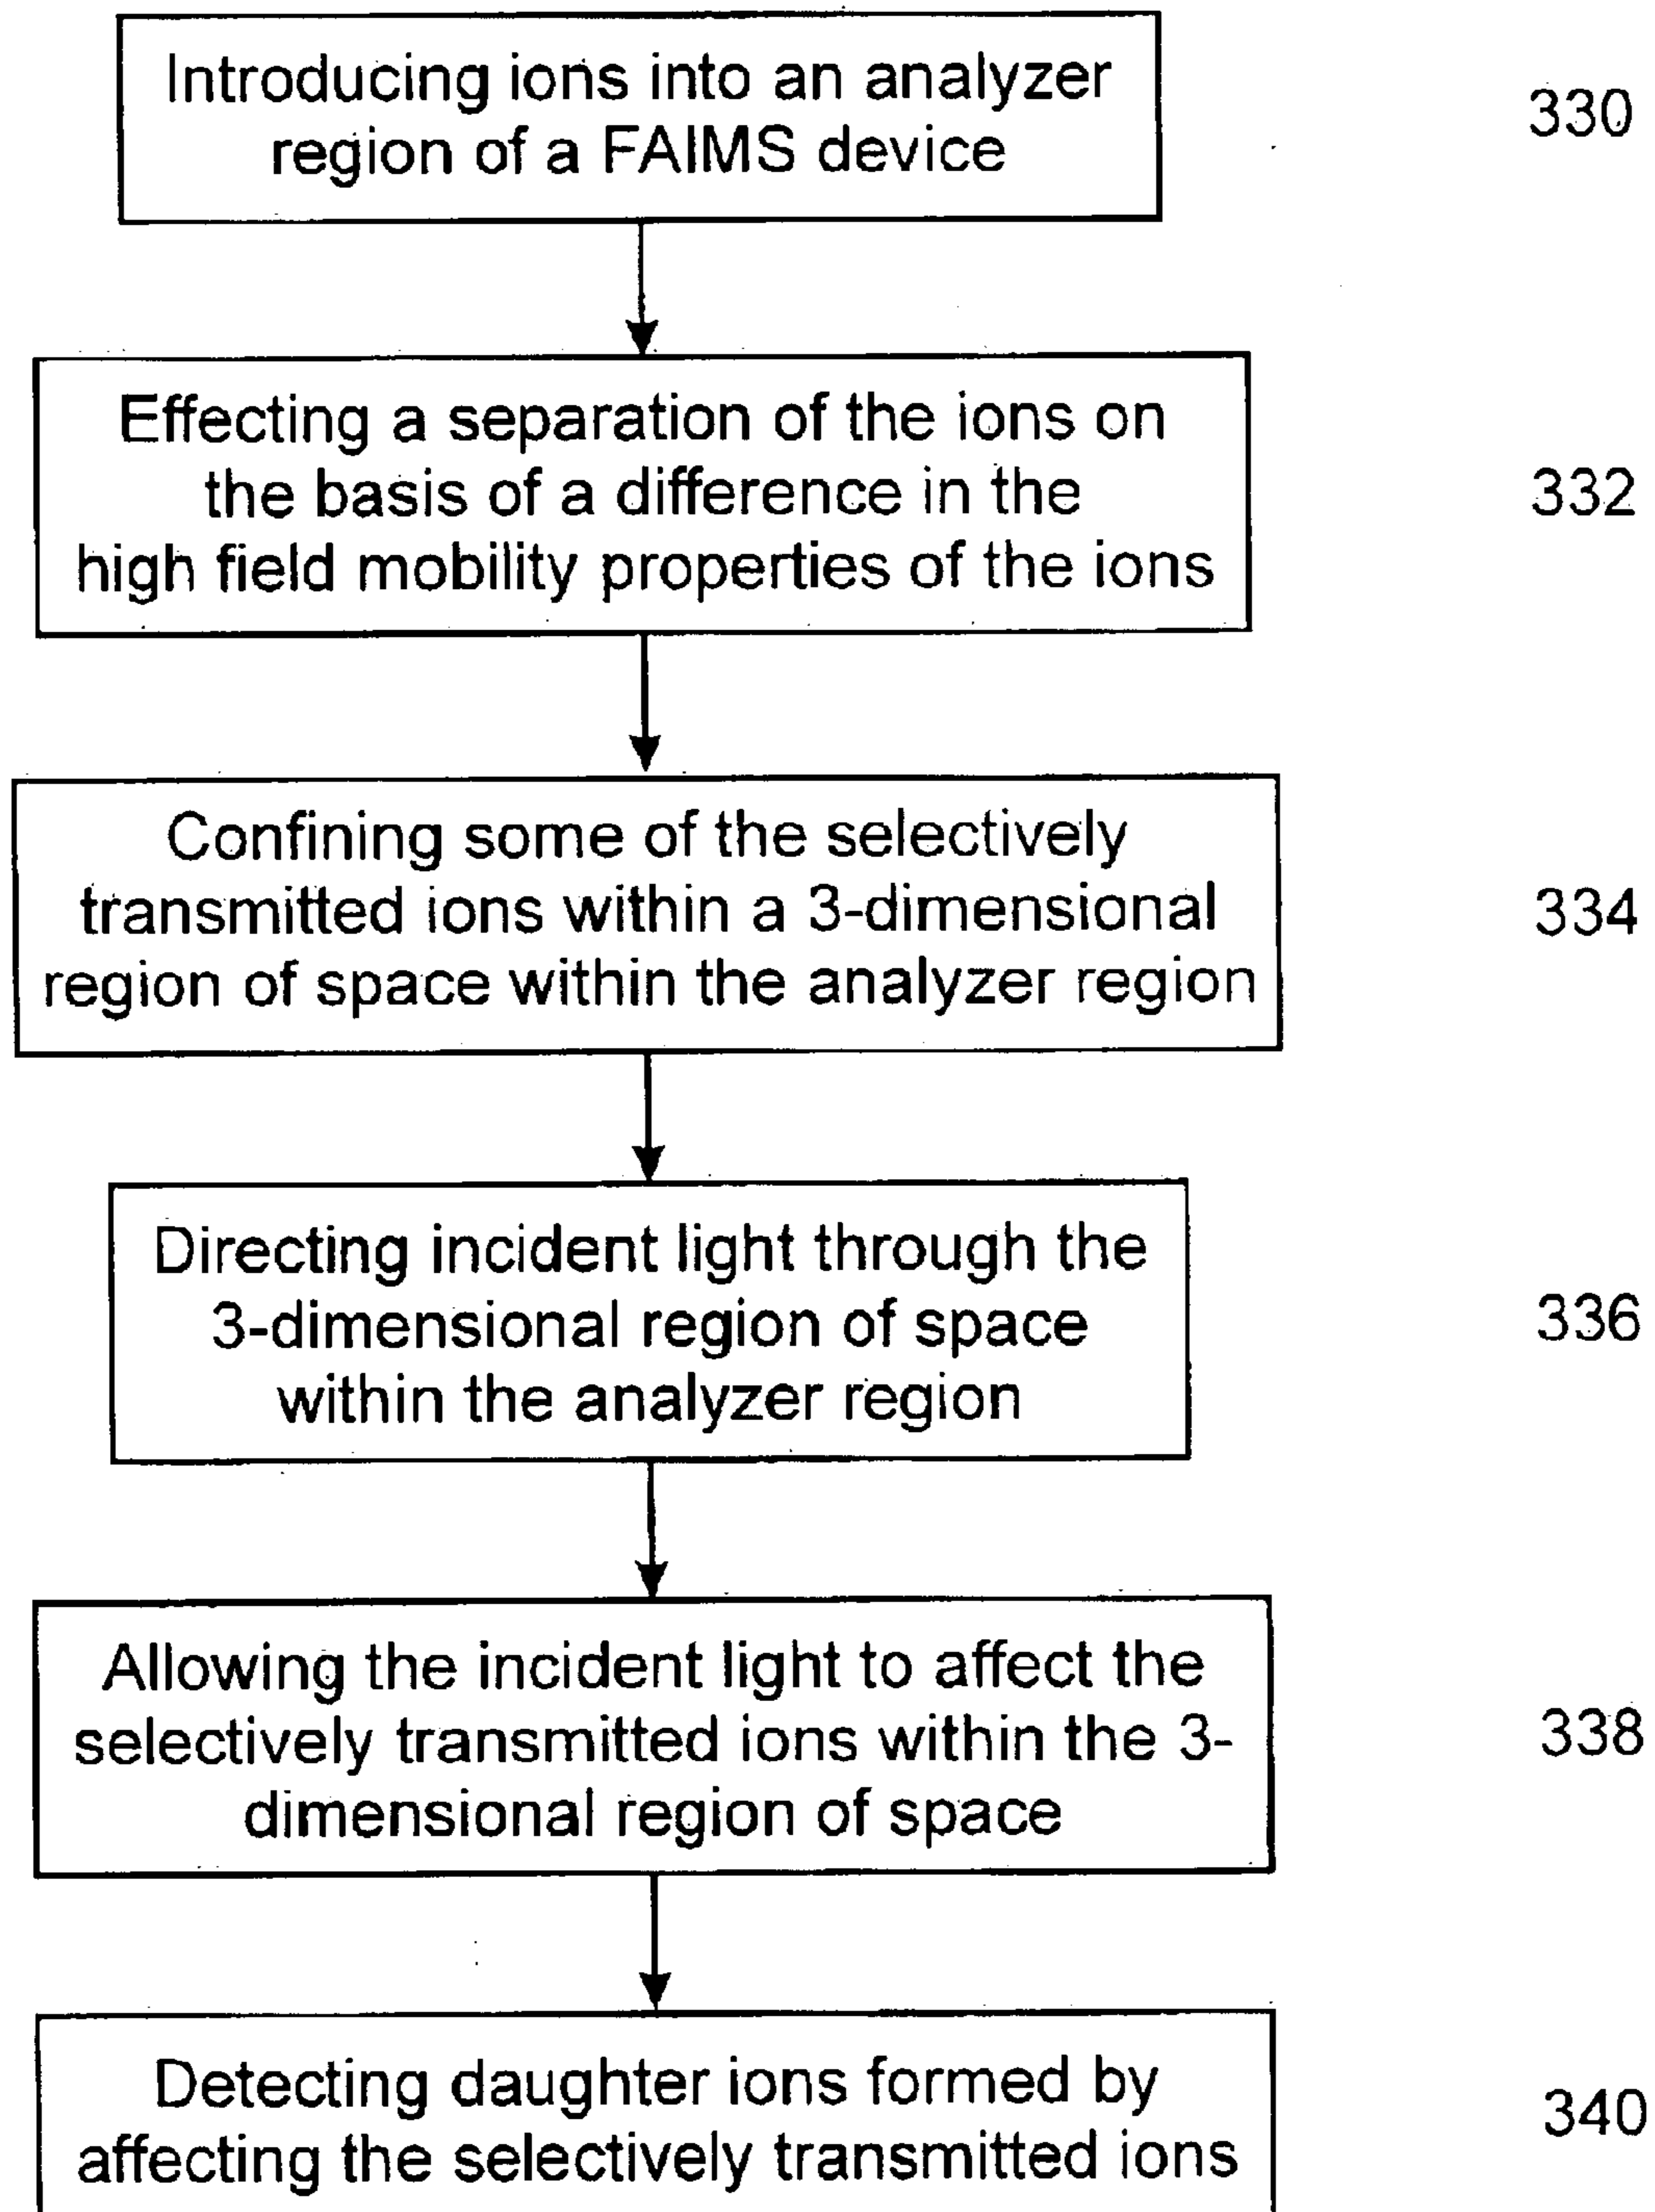 Introducing ions into an analyzer
region of a FAIMS device
330
Effecting a separation of the ions on
the basis of a difference in the
high field mobility properties of the ions
332
Confining some of the selectively
transmitted ions within a 3-dimensional
region of space within the analyzer region
334
Directing incident light through the
3-dimensional region of space
within the analyzer region
336
Allowing the incident light to affect the
selectively transmitted ions within the 3-
dimensional region of space
338
Detecting daughter ions formed by
affecting the selectively transmitted ions
340